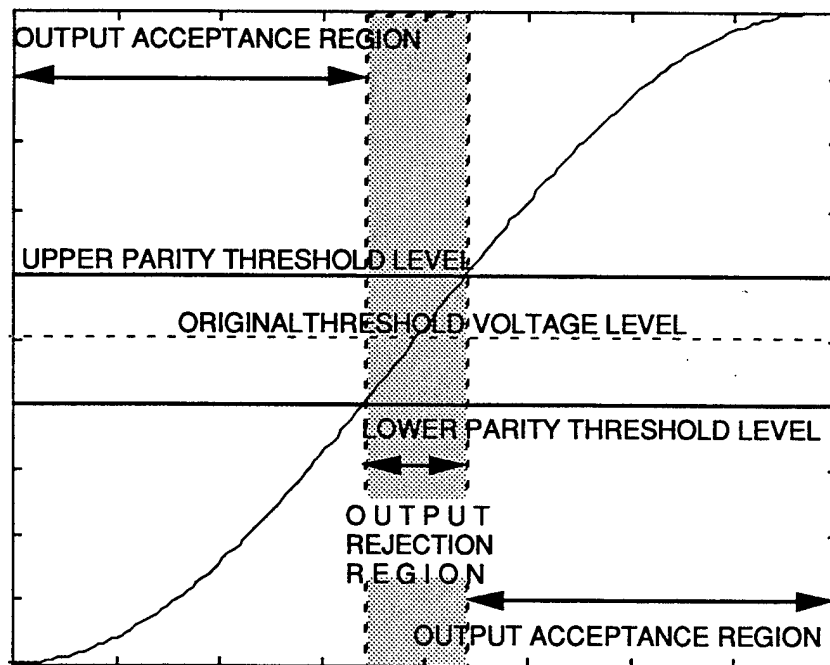 OUTPUT ACCEPTANCE REGION
UPPER PARITY THRESHOLD LEVEL
ORIGINALTHRESHOLD VOLTAGE LEVEL
LOWER PARITY THRESHOLD LEVEL
OUTPUT
REJECTION
REGION
OUTPUT ACCEPTANCE REGION